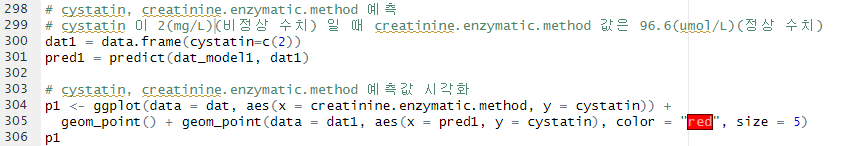 298 # cystatin, creatinine.enzymatic.method 예측
299 # cystatin 이 2(mg/L)(비정상 수치) 일 때 creatinine.enzymatic.method 값은 96.6(umol/L)(정상 수치)
300 dat1 = data.frame(cystatin=c(2))
301 pred1 = predict(dat_model1, dat1)
302
303 # cystatin, creatinine.enzymatic.method 예측값 시각화
304 p1 <- ggplot(data = dat, aes(x = creatinine.enzymatic.method, y = cystatin)) +
305 geom_point() + geom_point(data = dat1, aes(x = pred1, y = cystatin), color = "red", size = 5)
306 p1